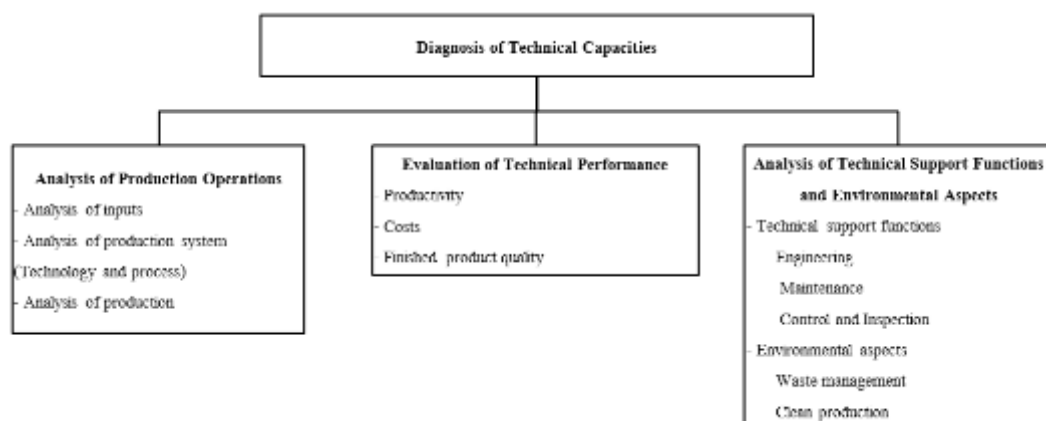 Diagnosis of Technical Capacities
Analysis of Production Operations
- Analysis of inputs
- Analysis of production system
(Technology and process)
- Analysis of production
Evaluation of Technical Performance
- Productivity
- Costs
- Finished product quality
Analysis of Technical Support Functions
and Environmental Aspects
- Technical support functions
Engineering
Maintenance
Control and Inspection
- Environmental aspects
Waste management
Clean production